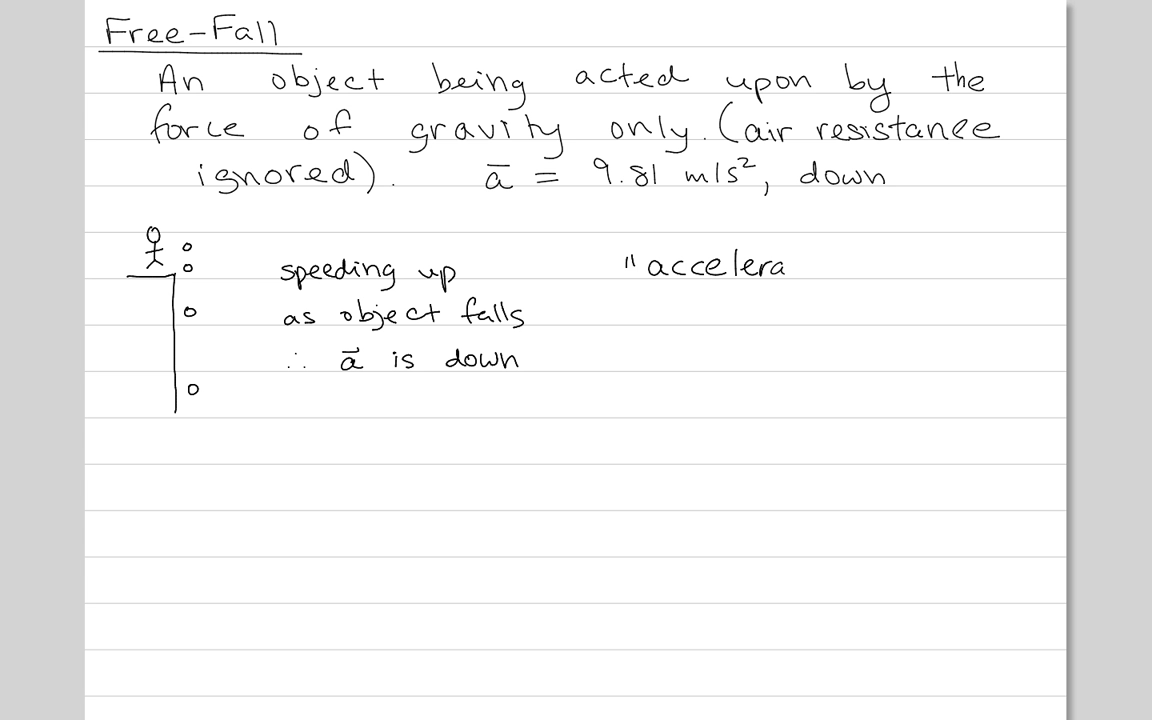 Free-Fall
An object being acted upon by the
force of gravity only. (air resistance
ignored). a̅ = 9.81 m/s², down
speeding up "accelera
as object falls
∴ a⃗ is down